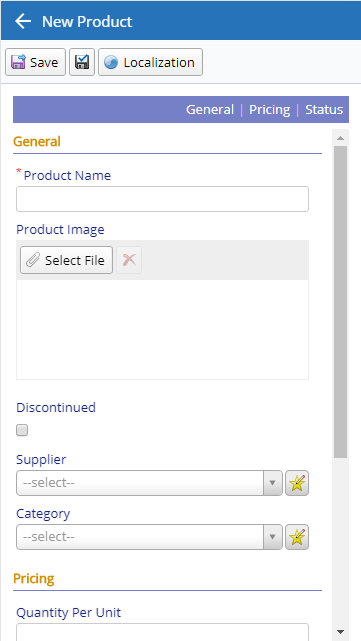 New Product
Save Localization
General | Pricing | Status
General
* Product Name
Product Image
Select File
Discontinued
Supplier
--select--
Category
--select--
Pricing
Quantity Per Unit